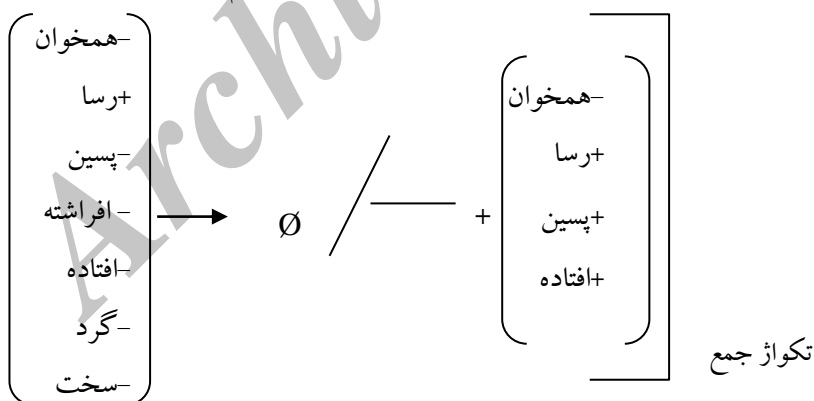 –همخوان
+رسا
–پسین
–افراشته
–افتاده
–گرد
–سخت
Ø
+
–همخوان
+رسا
+پسین
+افتاده
تکواژ جمع